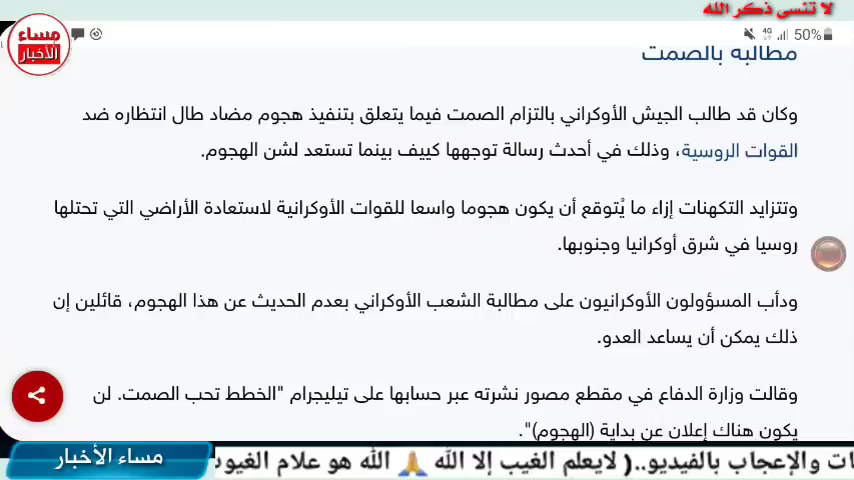 لا تنسى ذكر الله
مساء
الأخبار
4G
50%
مطالبة بالصمت
وكان قد طالب الجيش الأوكراني بالتزام الصمت فيما يتعلق بتنفيذ هجوم مضاد طال انتظاره ضد
القوات الروسية، وذلك في أحدث رسالة توجهها كييف بينما تستعد لشن الهجوم.
وتتزايد التكهنات إزاء ما يُتوقع أن يكون هجوما واسعا للقوات الأوكرانية لاستعادة الأراضي التي تحتلها
روسيا في شرق أوكرانيا وجنوبها.
ودأب المسؤولون الأوكرانيون على مطالبة الشعب الأوكراني بعدم الحديث عن هذا الهجوم، قائلين إن
ذلك يمكن أن يساعد العدو.
وقالت وزارة الدفاع في مقطع مصور نشرته عبر حسابها على تيليجرام "الخطط تحب الصمت. لن
يكون هناك إعلان عن بداية (الهجوم)".
مساء الأخبار
والإعجاب بالفيديو..( لايعلم الغيب إلا الله 🙏 الله هو علام